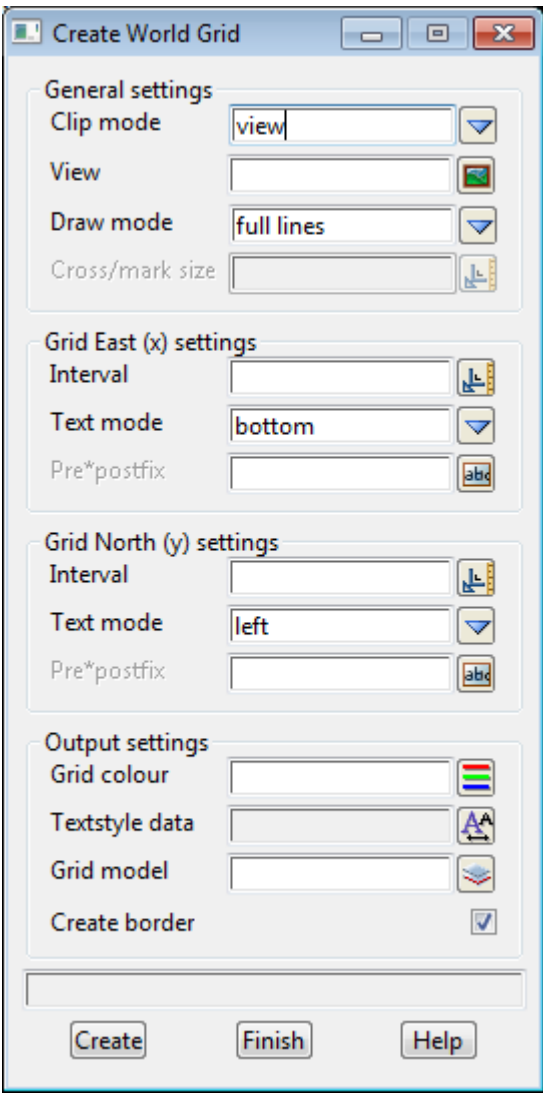 Create World Grid
General settings
Clip mode view
View
Draw mode full lines
Cross/mark size
Grid East (x) settings
Interval
Text mode bottom
Pre*postfix abc
Grid North (y) settings
Interval
Text mode left
Pre*postfix abc
Output settings
Grid colour
Textstyle data AA
Grid model
Create border
Create Finish Help